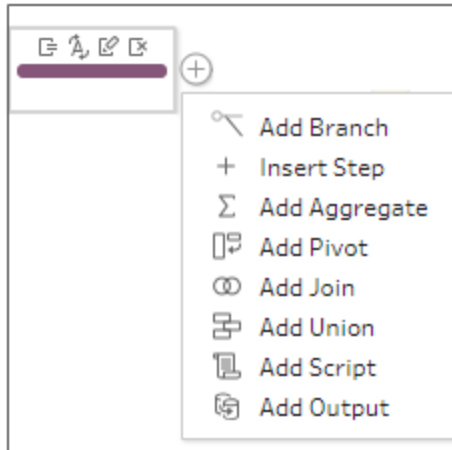 Add Branch
Insert Step
Add Aggregate
Add Pivot
Add Join
Add Union
Add Script
Add Output